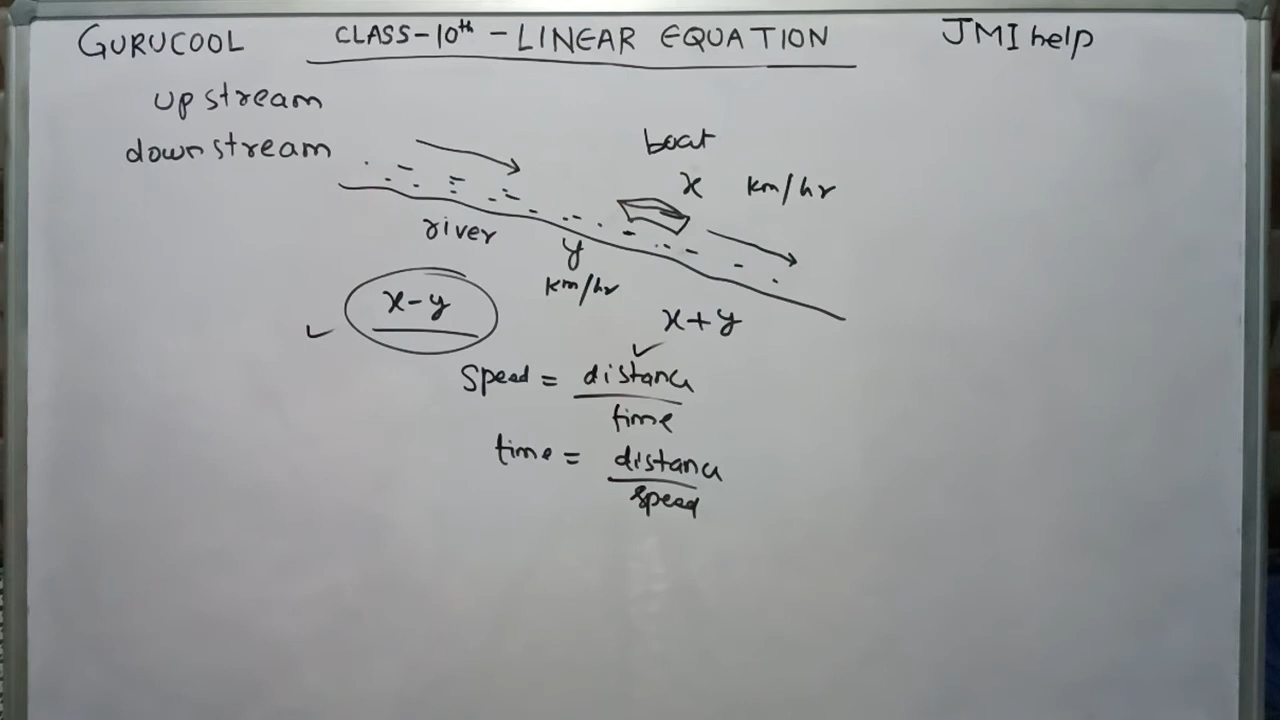 GURUCOOL CLASS-10th - LINEAR EQUATION JMI help
upstream
downstream
boat
x km/hr
river
y
km/hr
x-y
x+y
Speed = distance
time
time = distance
speed